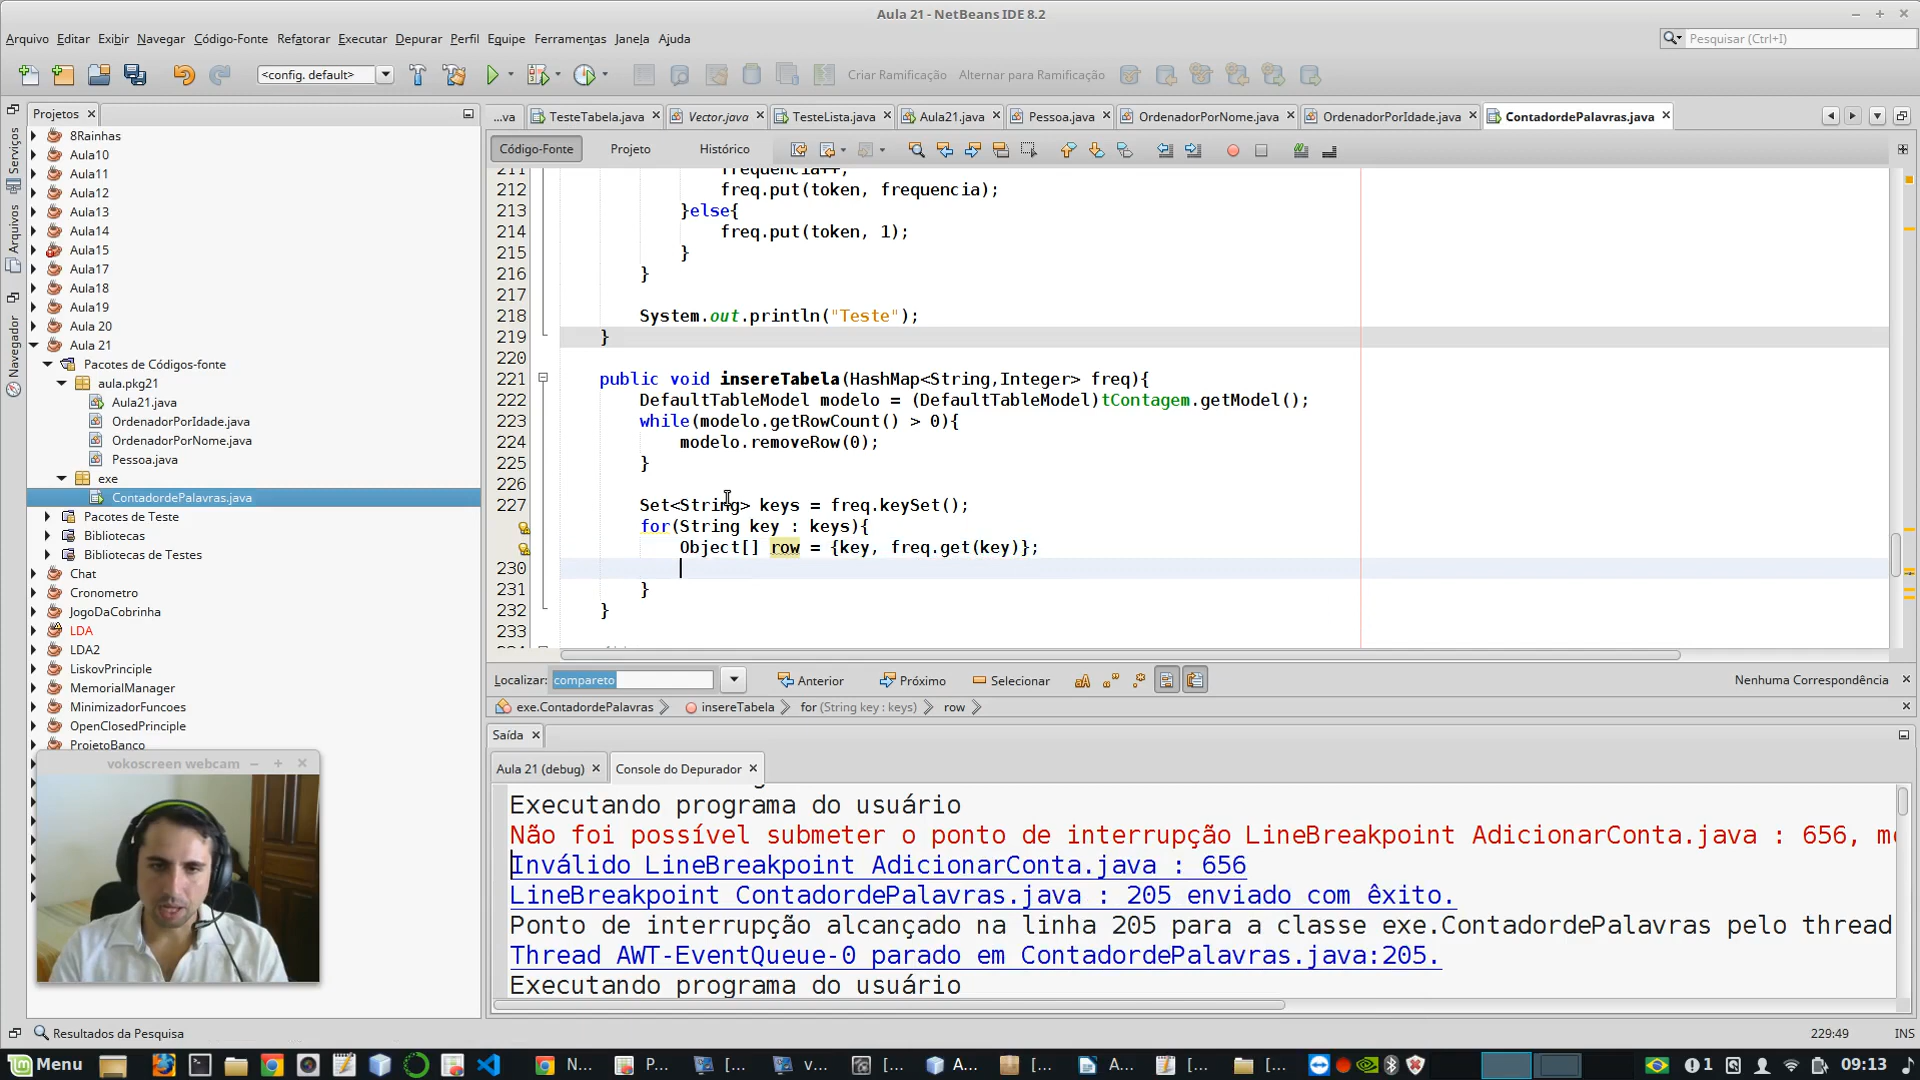 Aula 21 - NetBeans IDE 8.2
Arquivo Editar Exibir Navegar Código-Fonte Refatorar Executar Depurar Perfil Equipe Ferramentas Janela Ajuda
Pesquisar (Ctrl+I)
<config. default>
Criar Ramificação Alternar para Ramificação
Projetos
...va TesteTabela.java Vector.java TesteLista.java Aula21.java Pessoa.java OrdenadorPorNome.java OrdenadorPorIdade.java ContadordePalavras.java
Código-Fonte Projeto Histórico
Serviços
Arquivos
Navegador
8Rainhas
Aula10
Aula11
Aula12
Aula13
Aula14
Aula15
Aula17
Aula18
Aula19
Aula 20
Aula 21
Pacotes de Códigos-fonte
aula.pkg21
Aula21.java
OrdenadorPorIdade.java
OrdenadorPorNome.java
Pessoa.java
exe
ContadordePalavras.java
Pacotes de Teste
Bibliotecas
Bibliotecas de Testes
Chat
Cronometro
JogoDaCobrinha
LDA
LDA2
LiskovPrinciple
MemorialManager
MinimizadorFuncoes
OpenClosedPrinciple
ProjetoBanco
vokoscreen webcam
211 frequencia++;
212 freq.put(token, frequencia);
213 }else{
214 freq.put(token, 1);
215 }
216 }
217
218 System.out.println("Teste");
219 }
220
221 public void insereTabela(HashMap<String,Integer> freq){
222 DefaultTableModel modelo = (DefaultTableModel)tContagem.getModel();
223 while(modelo.getRowCount() > 0){
224 modelo.removeRow(0);
225 }
226
227 Set<String> keys = freq.keySet();
for(String key : keys){
Object[] row = {key, freq.get(key)};
230
231 }
232 }
233
Localizar: compareto Anterior Próximo Selecionar Nenhuma Correspondência
exe.ContadordePalavras insereTabela for (String key : keys) row
Saída
Aula 21 (debug) Console do Depurador
Executando programa do usuário
Não foi possível submeter o ponto de interrupção LineBreakpoint AdicionarConta.java : 656, m
Inválido LineBreakpoint AdicionarConta.java : 656
LineBreakpoint ContadordePalavras.java : 205 enviado com êxito.
Ponto de interrupção alcançado na linha 205 para a classe exe.ContadordePalavras pelo thread
Thread AWT-EventQueue-0 parado em ContadordePalavras.java:205.
Executando programa do usuário
Resultados da Pesquisa 229:49 INS
Menu N... P... [... v... [... A... [... A... [... [... 1 09:13